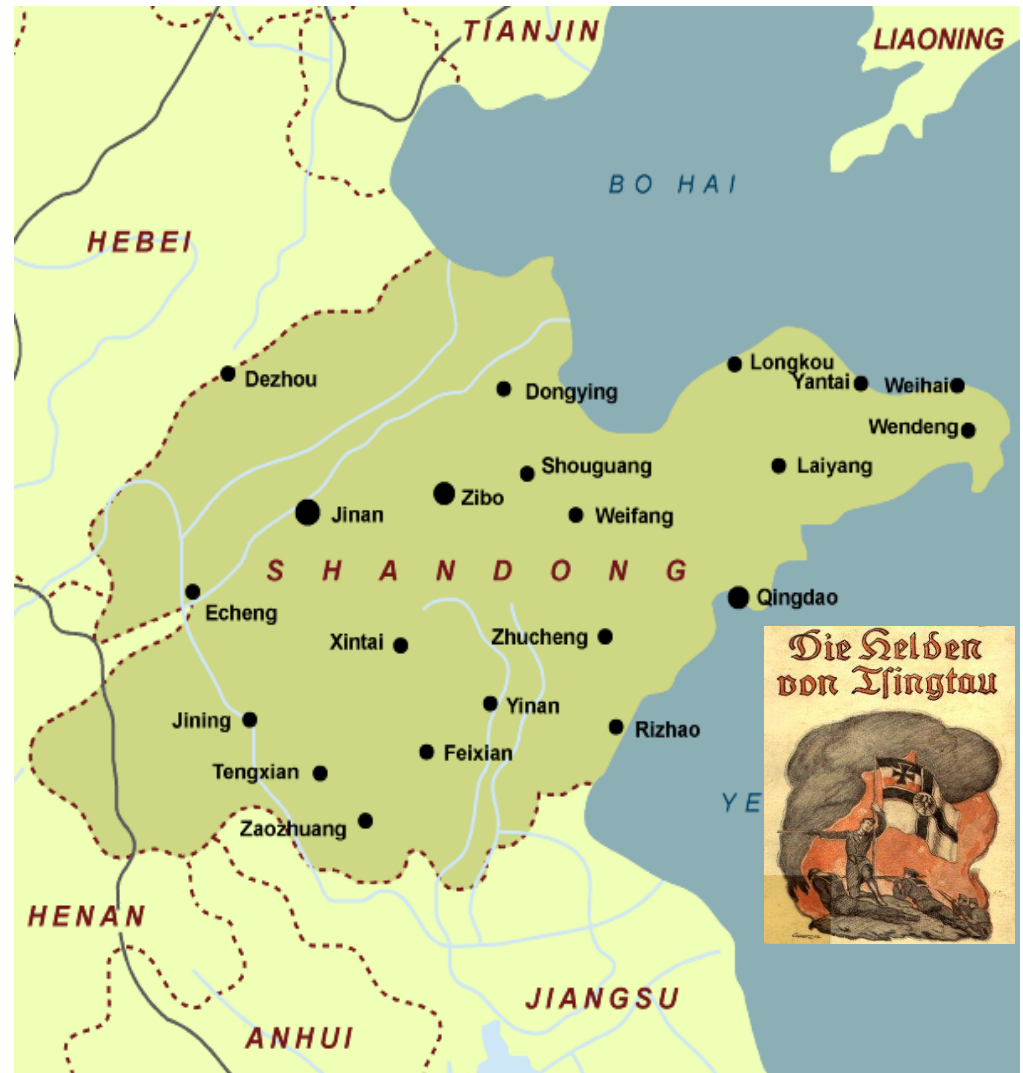 TIANJIN
LIAONING
BO HAI
HEBEI
Longkou
Dezhou
Yantai
Weihai
Dongying
Wendeng
Shouguang
Laiyang
Zibo
Jinan
Weifang
SHANDONG
Qingdao
Echeng
Xintai
Zhucheng
Die Helden
von Tsingtau
Yinan
Jining
Rizhao
Feixian
Tengxian
YE
Zaozhuang
HENAN
JIANGSU
ANHUI